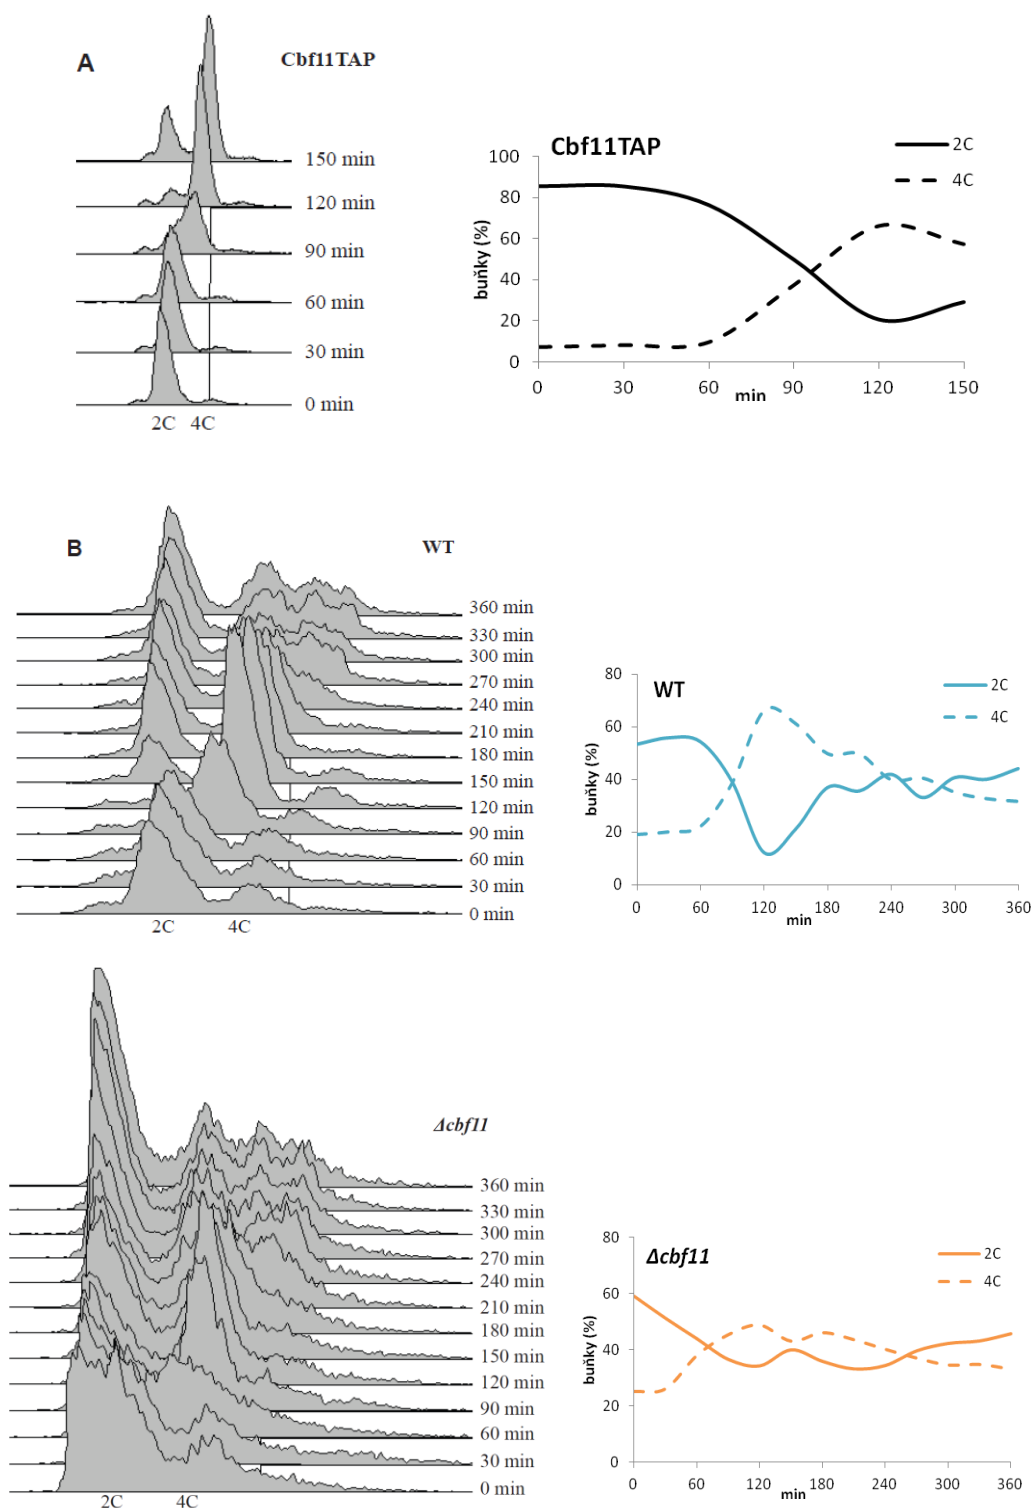 A
Cbf11TAP
150 min
120 min
90 min
60 min
30 min
0 min
2C
4C
Cbf11TAP
2C
4C
buňky (%)
100
80
60
40
20
0
0
30
60
90
120
150
min
B
WT
360 min
330 min
300 min
270 min
240 min
210 min
180 min
150 min
120 min
90 min
60 min
30 min
0 min
2C
4C
WT
2C
4C
buňky (%)
80
60
40
20
0
0
60
120
180
240
300
360
min
Δcbf11
360 min
330 min
300 min
270 min
240 min
210 min
180 min
150 min
120 min
90 min
60 min
30 min
0 min
2C
4C
Δcbf11
2C
4C
buňky (%)
80
60
40
20
0
0
60
120
180
240
300
360
min